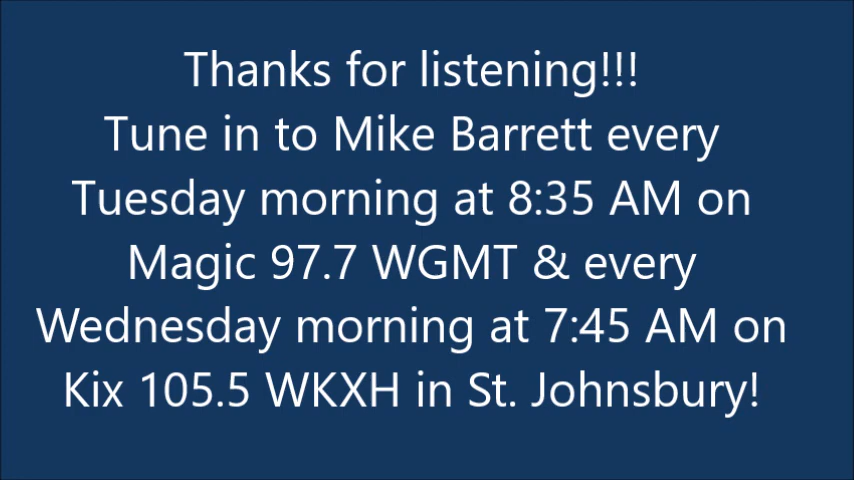 Thanks for listening!!!
Tune in to Mike Barrett every
Tuesday morning at 8:35 AM on
Magic 97.7 WGMT & every
Wednesday morning at 7:45 AM on
Kix 105.5 WKXH in St. Johnsbury!